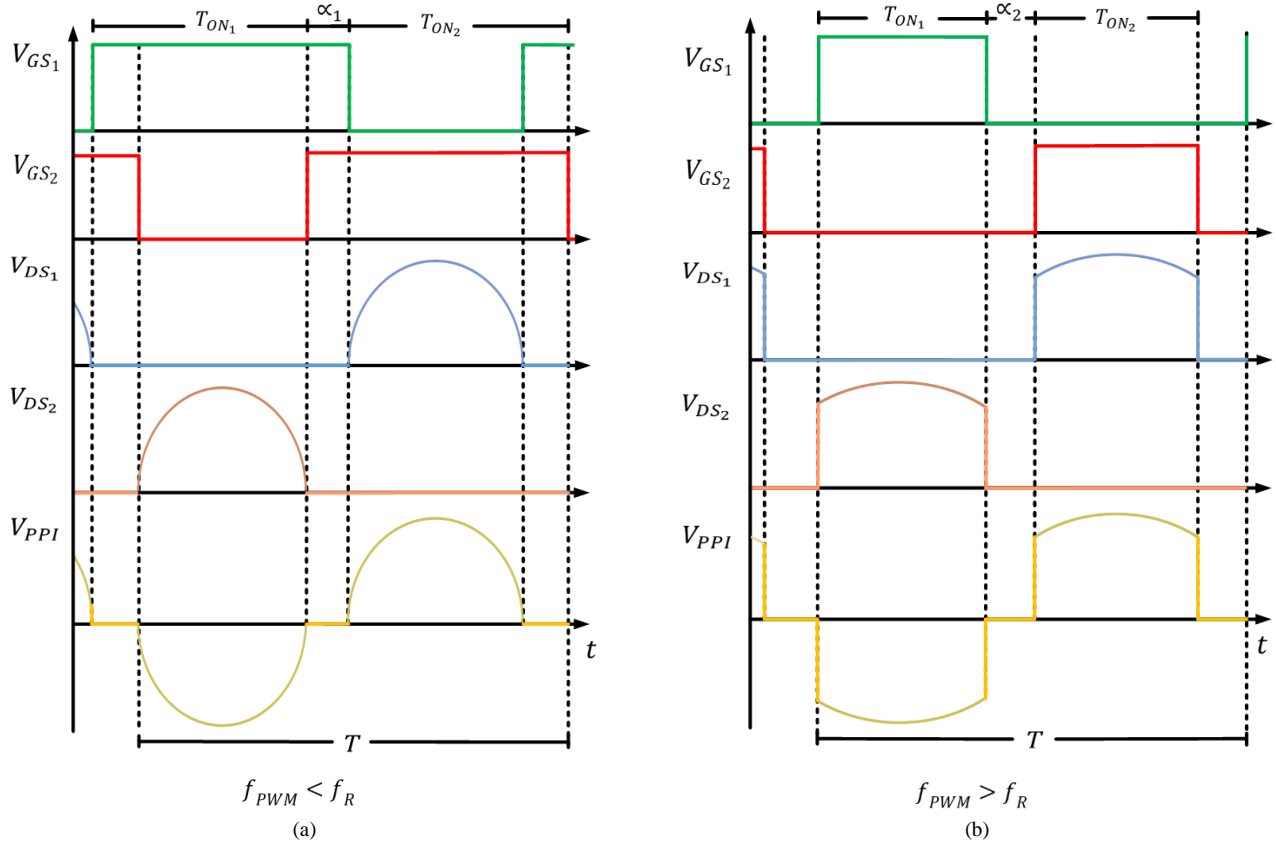 T_{ON_1} ∝_1 T_{ON_2}
V_{GS_1}
V_{GS_2}
V_{DS_1}
V_{DS_2}
V_{PPI}
t
T
f_{PWM} < f_R
(a)
T_{ON_1} ∝_2 T_{ON_2}
V_{GS_1}
V_{GS_2}
V_{DS_1}
V_{DS_2}
V_{PPI}
t
T
f_{PWM} > f_R
(b)